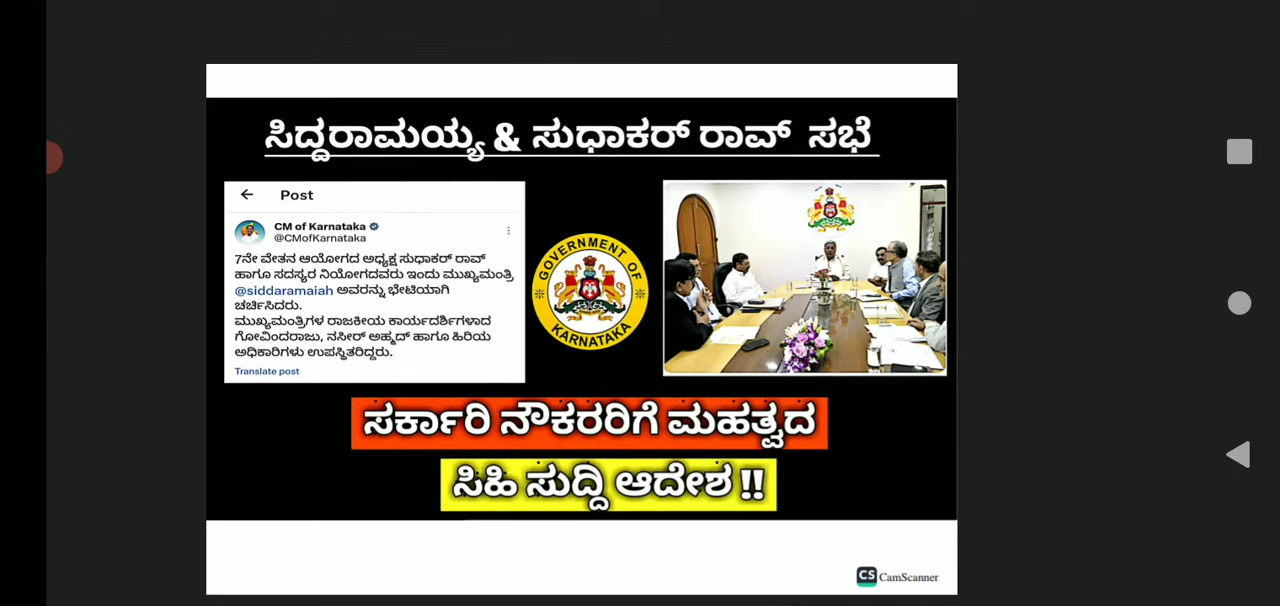 ಸಿದ್ದರಾಮಯ್ಯ & ಸುಧಾಕರ್ ರಾವ್ ಸಭೆ
← Post
CM of Karnataka
@CMofKarnataka
7ನೇ ವೇತನ ಆಯೋಗದ ಅಧ್ಯಕ್ಷ ಸುಧಾಕರ್ ರಾವ್
ಹಾಗೂ ಸದಸ್ಯರ ನಿಯೋಗದವರು ಇಂದು ಮುಖ್ಯಮಂತ್ರಿ
@siddaramaiah ಅವರನ್ನು ಭೇಟಿಯಾಗಿ
ಚರ್ಚಿಸಿದರು.
ಮುಖ್ಯಮಂತ್ರಿಗಳ ರಾಜಕೀಯ ಕಾರ್ಯದರ್ಶಿಗಳಾದ
ಗೋವಿಂದರಾಜು, ನಸೀರ್ ಅಹ್ಮದ್ ಹಾಗೂ ಹಿರಿಯ
ಅಧಿಕಾರಿಗಳು ಉಪಸ್ಥಿತರಿದ್ದರು.
Translate post
GOVERNMENT OF
KARNATAKA
ಸರ್ಕಾರಿ ನೌಕರರಿಗೆ ಮಹತ್ವದ
ಸಿಹಿ ಸುದ್ದಿ ಆದೇಶ !!
CS CamScanner